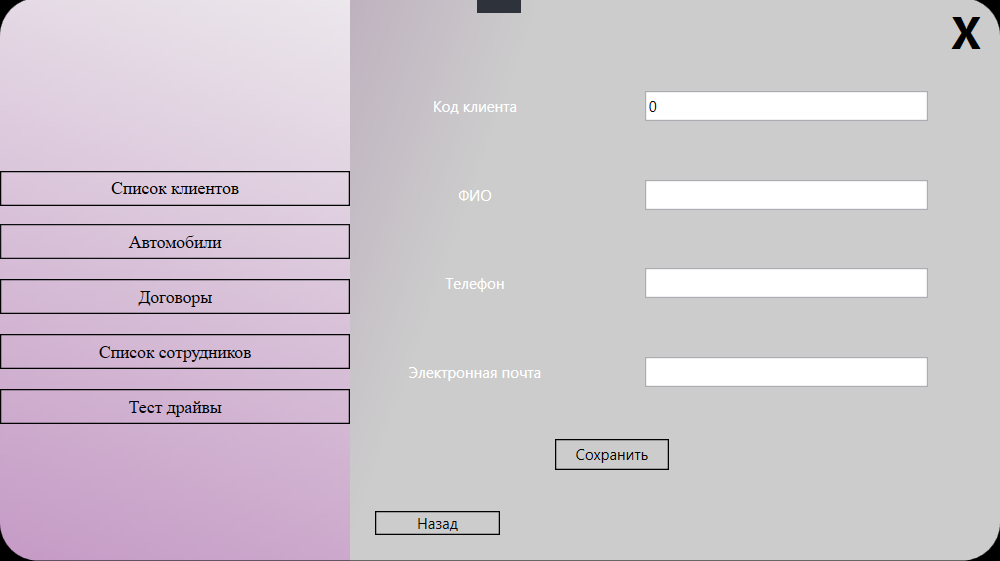 X
Список клиентов
Автомобили
Договоры
Список сотрудников
Тест драйвы
Код клиента
0
ФИО
Телефон
Электронная почта
Сохранить
Назад